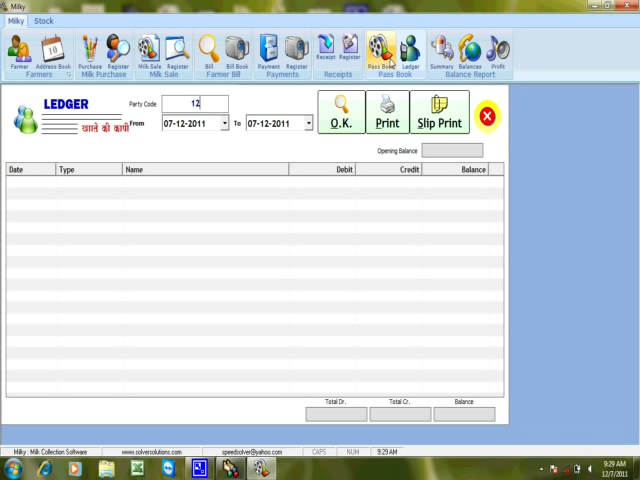 Milky
Milky Stock
Farmer Address Book Purchase Register Milk Sale Register Bill Bill Book Payment Register Receipt Register Pass Book Ledger Summary Balances Profit
Farmers Milk Purchase Milk Sale Farmer Bill Payments Receipts Pass Book Balance Report
LEDGER
खाते की कापी
Party Code 12
From 07-12-2011 To 07-12-2011
O.K. Print Slip Print
Opening Balance
Date Type Name Debit Credit Balance
Total Dr. Total Cr. Balance
Milky : Milk Collection Software www.solversolutions.com speedsolver@yahoo.com CAPS NUM 9:29 AM
9:29 AM
12/7/2011